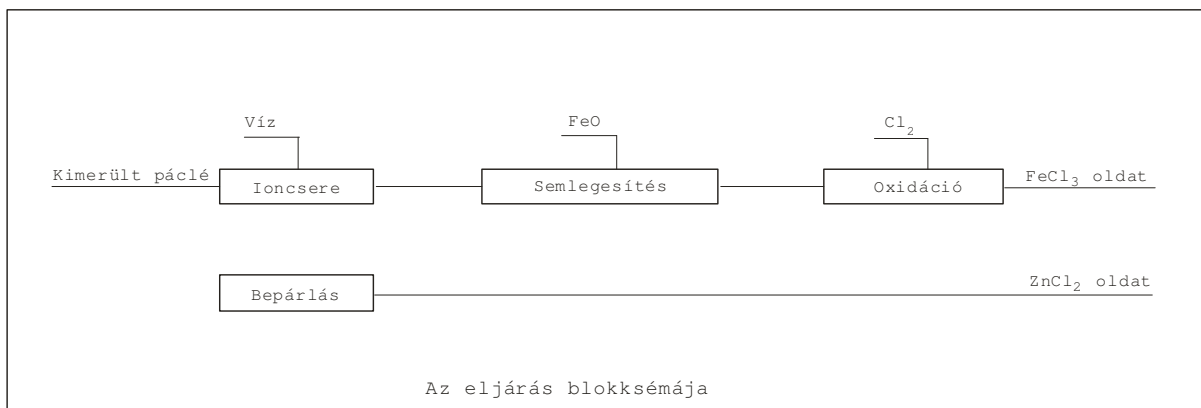 Víz
FeO
Cl₂
Kimerült páclé
Ioncsere
Semlegesítés
Oxidáció
FeCl₃ oldat
Bepárlás
ZnCl₂ oldat
Az eljárás blokksémája